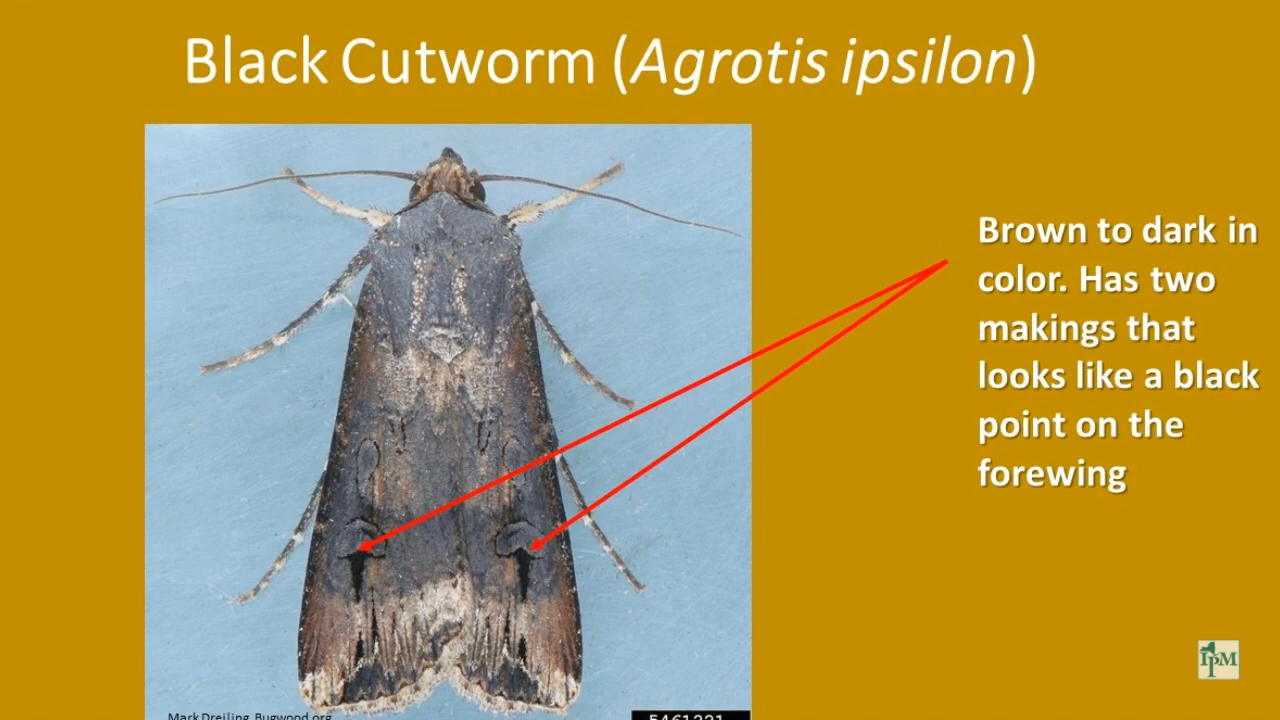 Black Cutworm (Agrotis ipsilon)
Brown to dark in
color. Has two
makings that
looks like a black
point on the
forewing
Mark Dreiling, Bugwood.org
5461221
IPM